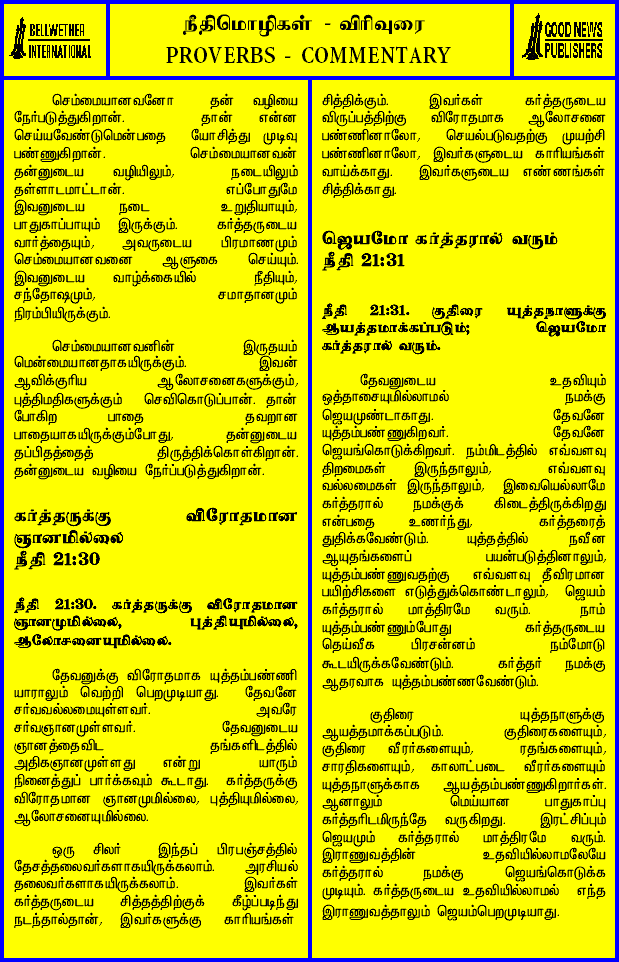 BELLWETHER
INTERNATIONAL
நீதிமொழிகள் - விரிவுரை
PROVERBS - COMMENTARY
GOOD NEWS
PUBLISHERS
செம்மையானவனோ தன் வழியை
நேர்படுத்துகிறான். தான் என்ன
செய்யவேண்டுமென்பதை யோசித்து முடிவு
பண்ணுகிறான். செம்மையானவன்
தன்னுடைய வழியிலும், நடையிலும்
தள்ளாடமாட்டான். எப்போதுமே
இவனுடைய நடை உறுதியாயும்,
பாதுகாப்பாயும் இருக்கும். கர்த்தருடைய
வார்த்தையும், அவருடைய பிரமாணமும்
செம்மையானவனை ஆளுகை செய்யும்.
இவனுடைய வாழ்க்கையில் நீதியும்,
சந்தோஷமும், சமாதானமும்
நிரம்பியிருக்கும்.
செம்மையானவனின் இருதயம்
மென்மையானதாகயிருக்கும். இவன்
ஆவிக்குரிய ஆலோசனைகளுக்கும்,
புத்திமதிகளுக்கும் செவிகொடுப்பான். தான்
போகிற பாதை தவறான
பாதையாகயிருக்கும்போது, தன்னுடைய
தப்பிதத்தைத் திருத்திக்கொள்கிறான்.
தன்னுடைய வழியை நேர்ப்படுத்துகிறான்.
கர்த்தருக்கு விரோதமான
ஞானமில்லை
நீதி 21:30
நீதி 21:30. கர்த்தருக்கு விரோதமான
ஞானமுமில்லை, புத்தியுமில்லை,
ஆலோசனையுமில்லை.
தேவனுக்கு விரோதமாக யுத்தம்பண்ணி
யாராலும் வெற்றி பெறமுடியாது. தேவனே
சர்வவல்லமையுள்ளவர். அவரே
சர்வஞானமுள்ளவர். தேவனுடைய
ஞானத்தைவிட தங்களிடத்தில்
அதிகஞானமுள்ளது என்று யாரும்
நினைத்துப் பார்க்கவும் கூடாது. கர்த்தருக்கு
விரோதமான ஞானமுமில்லை, புத்தியுமில்லை,
ஆலோசனையுமில்லை.
ஒரு சிலர் இந்தப் பிரபஞ்சத்தில்
தேசத்தலைவர்களாகயிருக்கலாம். அரசியல்
தலைவர்களாகயிருக்கலாம். இவர்கள்
கர்த்தருடைய சித்தத்திற்குக் கீழ்ப்படிந்து
நடந்தால்தான், இவர்களுக்கு காரியங்கள்
சித்திக்கும். இவர்கள் கர்த்தருடைய
விருப்பத்திற்கு விரோதமாக ஆலோசனை
பண்ணினாலோ, செயல்படுவதற்கு முயற்சி
பண்ணினாலோ, இவர்களுடைய காரியங்கள்
வாய்க்காது. இவர்களுடைய எண்ணங்கள்
சித்திக்காது.
ஜெயமோ கர்த்தரால் வரும்
நீதி 21:31
நீதி 21:31. குதிரை யுத்தநாளுக்கு
ஆயத்தமாக்கப்படும்; ஜெயமோ
கர்த்தரால் வரும்.
தேவனுடைய உதவியும்
ஒத்தாசையுமில்லாமல் நமக்கு
ஜெயமுண்டாகாது. தேவனே
யுத்தம்பண்ணுகிறவர். தேவனே
ஜெயங்கொடுக்கிறவர். நம்மிடத்தில் எவ்வளவு
திறமைகள் இருந்தாலும், எவ்வளவு
வல்லமைகள் இருந்தாலும், இவையெல்லாமே
கர்த்தரால் நமக்குக் கிடைத்திருக்கிறது
என்பதை உணர்ந்து, கர்த்தரைத்
துதிக்கவேண்டும். யுத்தத்தில் நவீன
ஆயுதங்களைப் பயன்படுத்தினாலும்,
யுத்தம்பண்ணுவதற்கு எவ்வளவு தீவிரமான
பயிற்சிகளை எடுத்துக்கொண்டாலும், ஜெயம்
கர்த்தரால் மாத்திரமே வரும். நாம்
யுத்தம்பண்ணும்போது கர்த்தருடைய
தெய்வீக பிரசன்னம் நம்மோடு
கூடயிருக்கவேண்டும். கர்த்தர் நமக்கு
ஆதரவாக யுத்தம்பண்ணவேண்டும்.
குதிரை யுத்தநாளுக்கு
ஆயத்தமாக்கப்படும். குதிரைகளையும்,
குதிரை வீரர்களையும், ரதங்களையும்,
சாரதிகளையும், காலாட்படை வீரர்களையும்
யுத்தநாளுக்காக ஆயத்தம்பண்ணுகிறார்கள்.
ஆனாலும் மெய்யான பாதுகாப்பு
கர்த்தரிடமிருந்தே வருகிறது. இரட்சிப்பும்
ஜெயமும் கர்த்தரால் மாத்திரமே வரும்.
இராணுவத்தின் உதவியில்லாமலேயே
கர்த்தரால் நமக்கு ஜெயங்கொடுக்க
முடியும். கர்த்தருடைய உதவியில்லாமல் எந்த
இராணுவத்தாலும் ஜெயம்பெறமுடியாது.